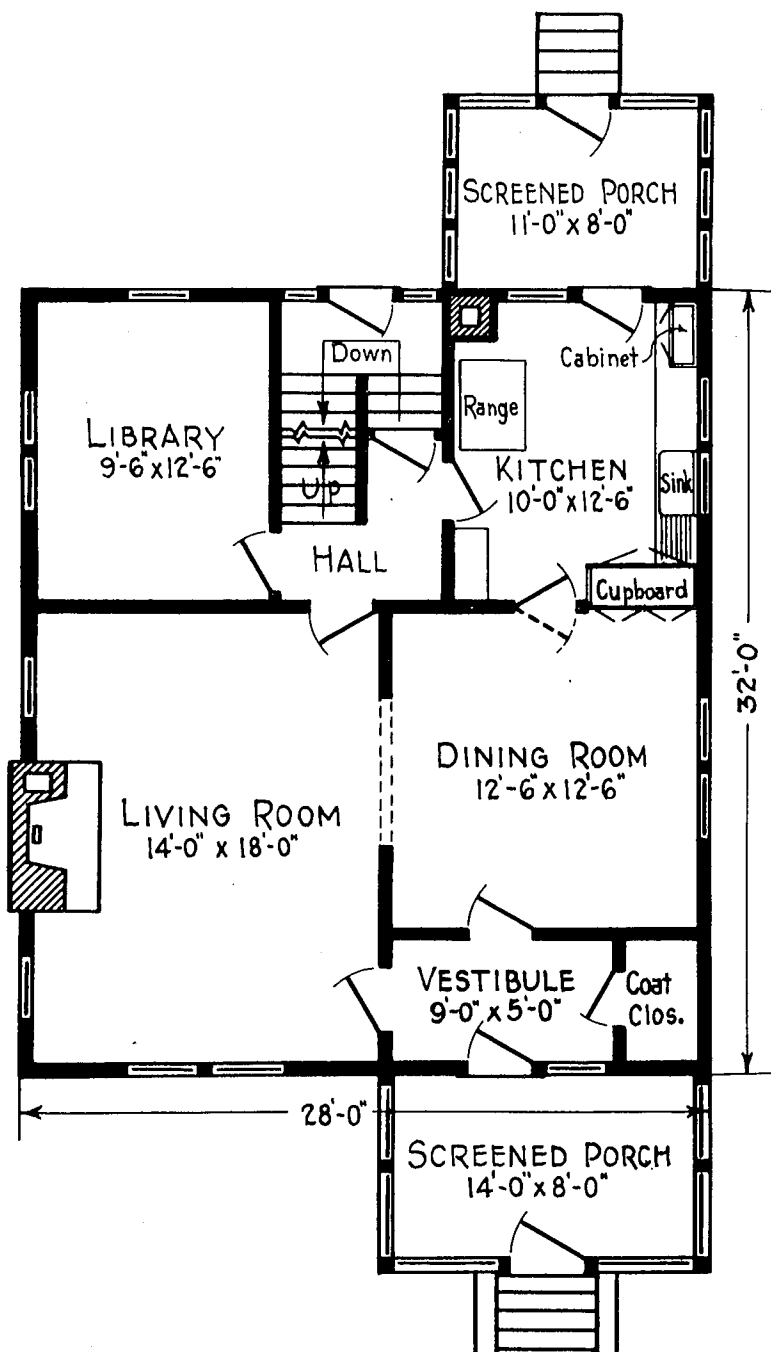 SCREENED PORCH
11'-0" x 8'-0"
Down
Cabinet
Range
LIBRARY
9'-6" x 12'-6"
KITCHEN
10'-0" x 12'-6"
Sink
Up
HALL
Cupboard
32'-0"
DINING ROOM
12'-6" x 12'-6"
LIVING ROOM
14'-0" x 18'-0"
VESTIBULE
9'-0" x 5'-0"
Coat
Clos.
28'-0"
SCREENED PORCH
14'-0" x 8'-0"